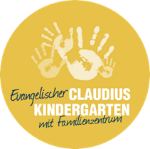 Evangelischer CLAUDIUS
KINDERGARTEN
mit Familienzentrum